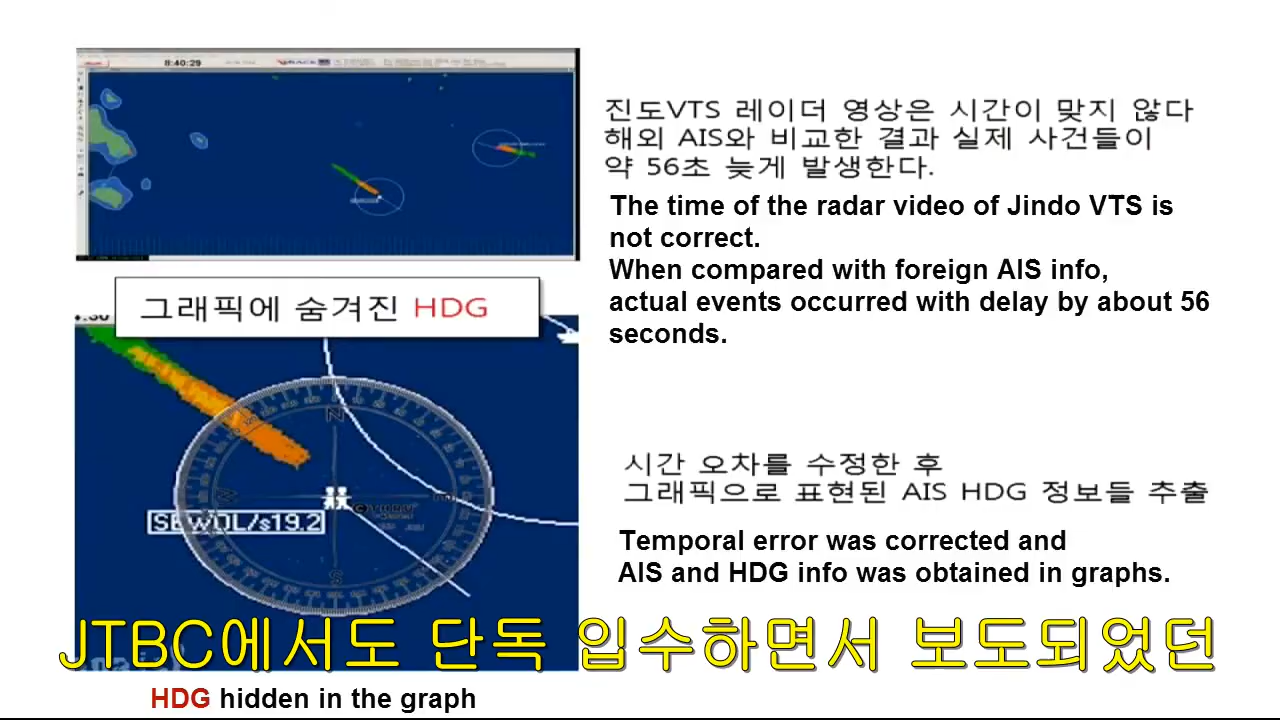 8:40:29
진도VTS 레이더 영상은 시간이 맞지 않다
해외 AIS와 비교한 결과 실제 사건들이
약 56초 늦게 발생한다.
The time of the radar video of Jindo VTS is
not correct.
When compared with foreign AIS info,
actual events occurred with delay by about 56
seconds.
그래픽에 숨겨진 HDG
N
S
SEWOL/s19.2
시간 오차를 수정한 후
그래픽으로 표현된 AIS HDG 정보들 추출
Temporal error was corrected and
AIS and HDG info was obtained in graphs.
JTBC에서도 단독 입수하면서 보도되었던
HDG hidden in the graph